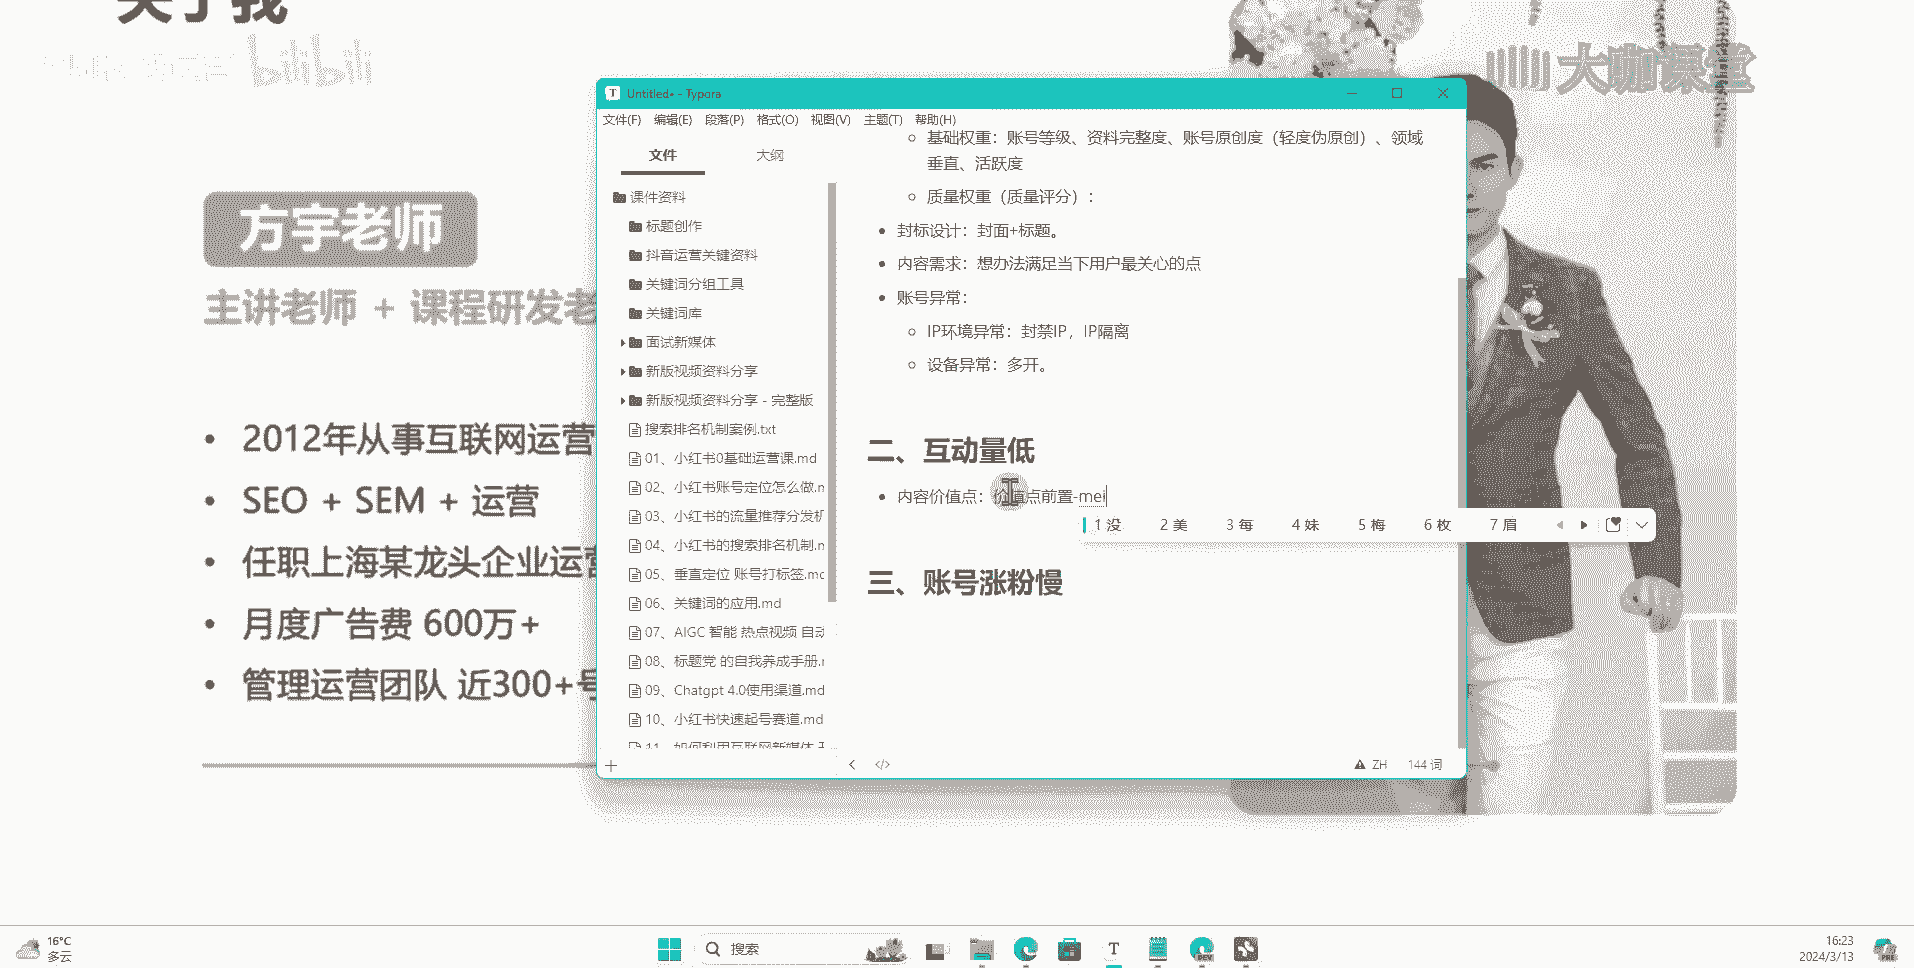 关于我
bilibili
大咖课堂
方宇老师
主讲老师 + 课程研发老
2012年从事互联网运营
SEO + SEM + 运营
任职上海某龙头企业运营
月度广告费 600万+
管理运营团队 近300+号
Untitled• - Typora
文件(F) 编辑(E) 段落(P) 格式(O) 视图(V) 主题(T) 帮助(H)
文件 大纲
课件资料
标题创作
抖音运营关键资料
关键词分组工具
关键词库
面试新媒体
新版视频资料分享
新版视频资料分享 - 完整版
搜索排名机制案例.txt
01、小红书0基础运营课.md
02、小红书账号定位怎么做.m
03、小红书的流量推荐分发机
04、小红书的搜索排名机制.m
05、垂直定位 账号打标签.md
06、关键词的应用.md
07、AIGC 智能 热点视频 自动
08、标题党 的自我养成手册.m
09、Chatgpt 4.0使用渠道.md
10、小红书快速起号赛道.md
11、如何利用互联网新媒体
基础权重：账号等级、资料完整度、账号原创度（轻度伪原创）、领域
垂直、活跃度
质量权重（质量评分）：
封标设计：封面+标题。
内容需求：想办法满足当下用户最关心的点
账号异常：
IP环境异常：封禁IP，IP隔离
设备异常：多开。
二、互动量低
内容价值点：价值点前置-mei
1 没 2 美 3 每 4 妹 5 梅 6 枚 7 眉
三、账号涨粉慢
</> ZH 144 词
16°C
多云
搜索
T
DEV
16:23
2024/3/13
PRE